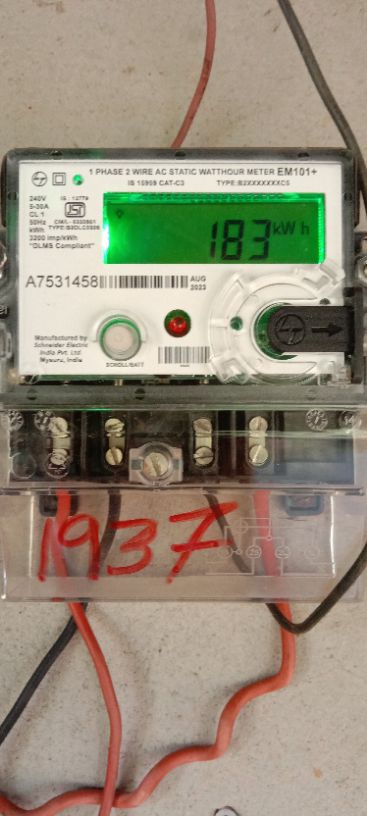 1 PHASE 2 WIRE AC STATIC WATTHOUR METER EM101+
IS 15959 CAT-C3 TYPE:B2XXXXXXXC5
240V
5-30A
CL 1
50Hz
kWh
3200 imp/kWh
"DLMS Compliant"
IS : 13779
183 kWh
A7531458
AUG
2023
Manufactured by
Schneider Electric
India Pvt. Ltd.
Mysuru, India
SCROLL/BATT
1937